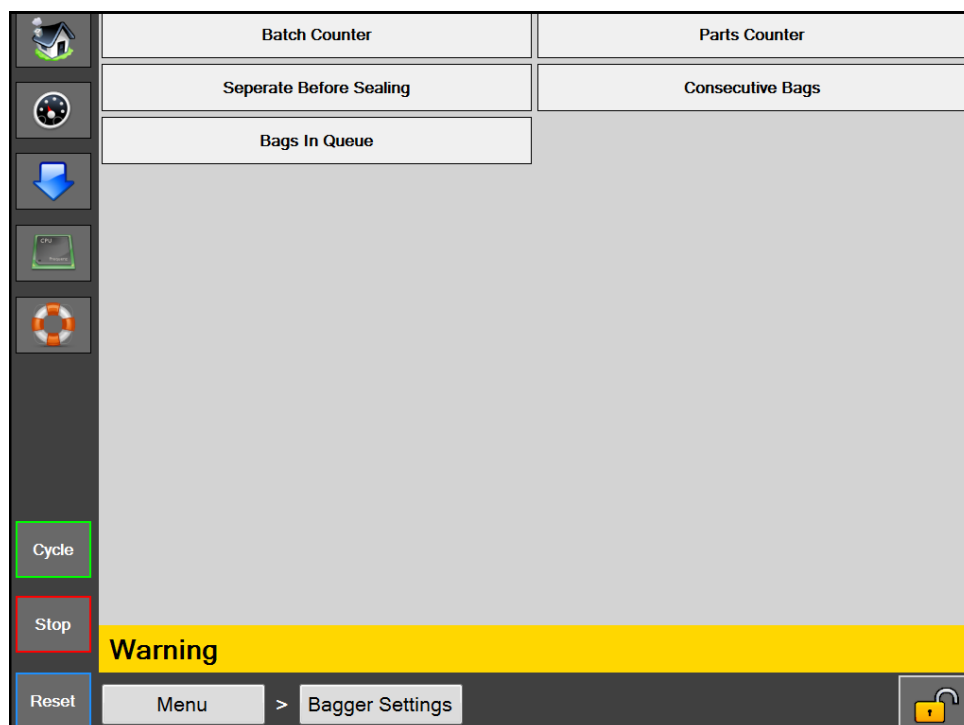 Batch Counter
Parts Counter
Seperate Before Sealing
Consecutive Bags
Bags In Queue
CPU
Cycle
Stop
Warning
Reset
Menu > Bagger Settings